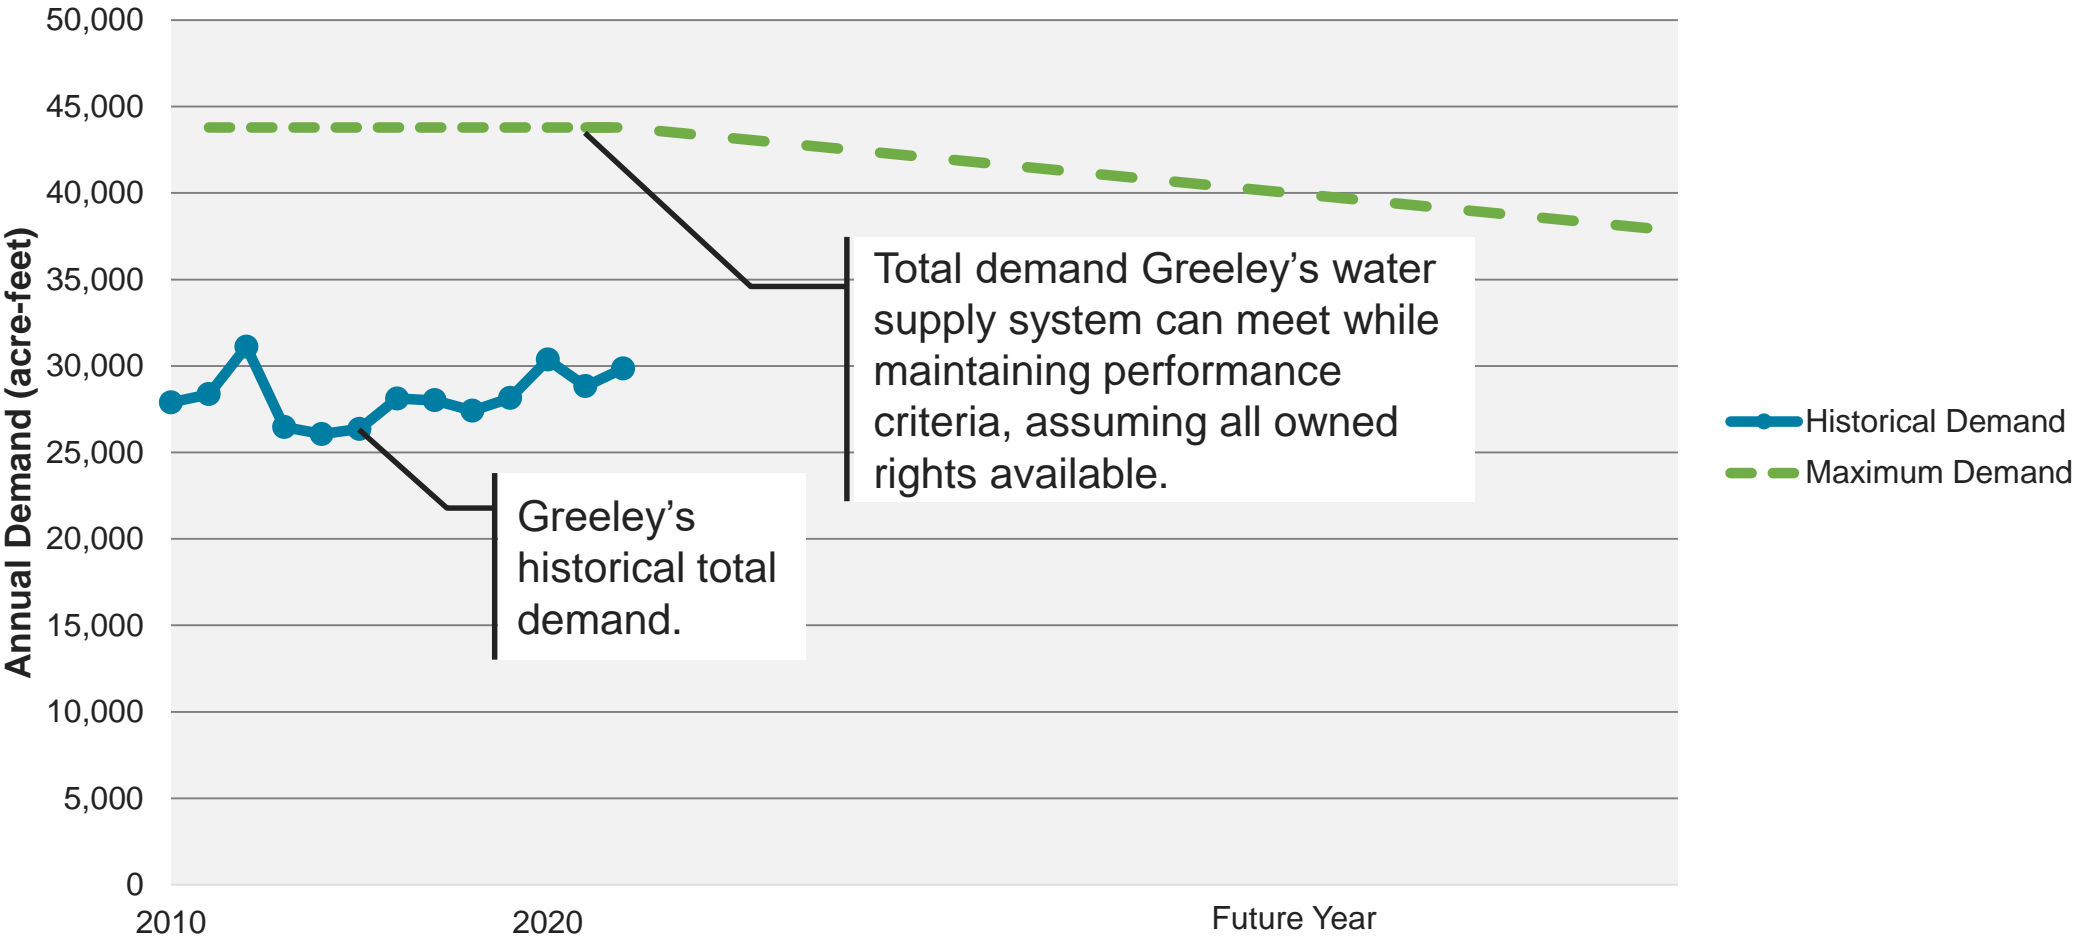 50,000
45,000
40,000
35,000
30,000
25,000
20,000
15,000
10,000
5,000
0
Annual Demand (acre-feet)
2010
2020
Future Year
Total demand Greeley’s water
supply system can meet while
maintaining performance
criteria, assuming all owned
rights available.
Greeley’s
historical total
demand.
Historical Demand
Maximum Demand